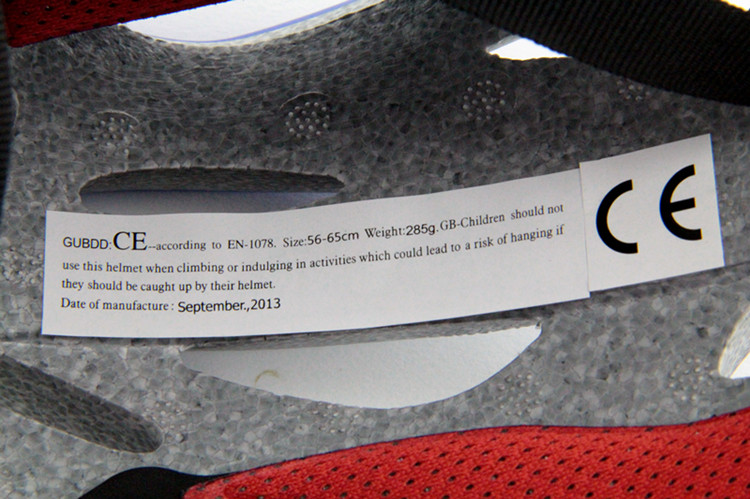 GUBDD: CE--according to EN-1078. Size:56-65cm Weight:285g.GB-Children should not
use this helmet when climbing or indulging in activities which could lead to a risk of hanging if
they should be caught up by their helmet.
Date of manufacture : September.,2013
CE